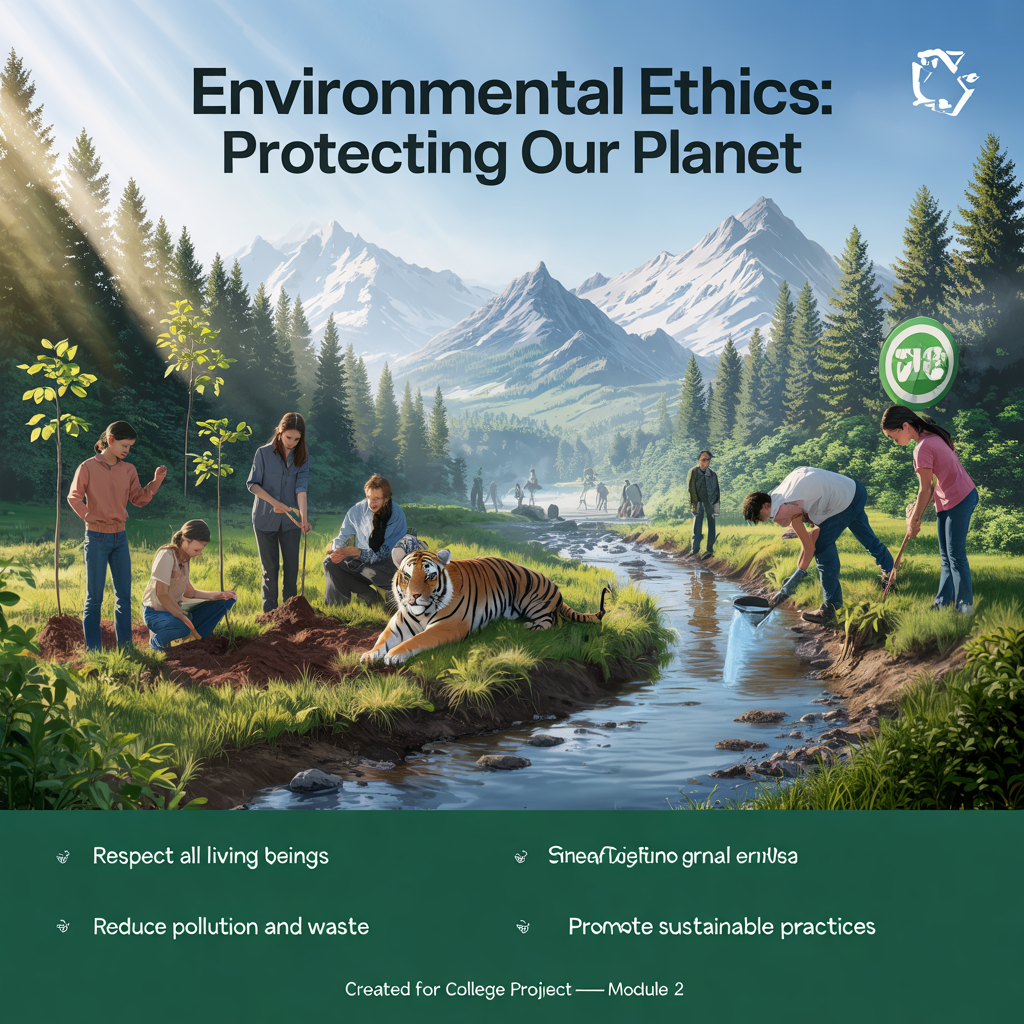 Environmental Ethics:
Protecting Our Planet
Respect all living beings
Reduce pollution and waste
Promote sustainable practices
Created for College Project — Module 2